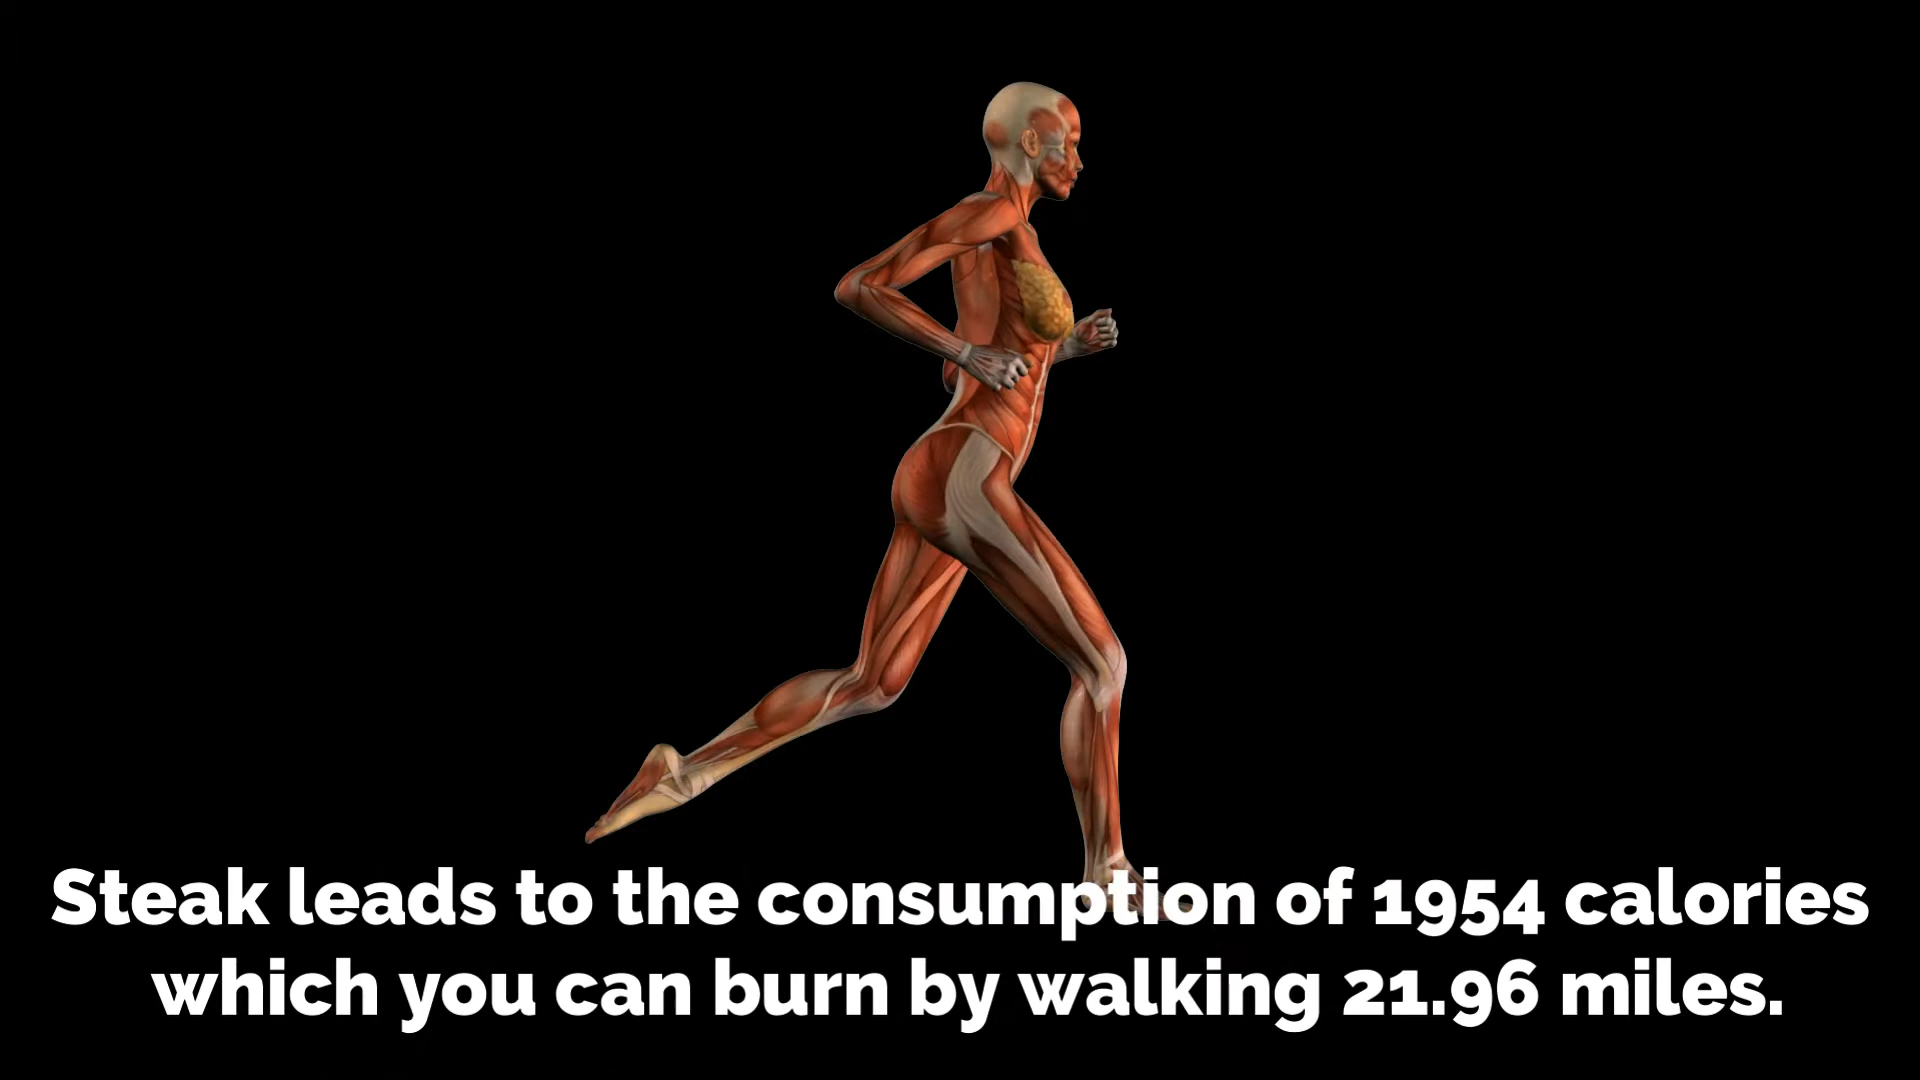 Steak leads to the consumption of 1954 calories
which you can burn by walking 21.96 miles.